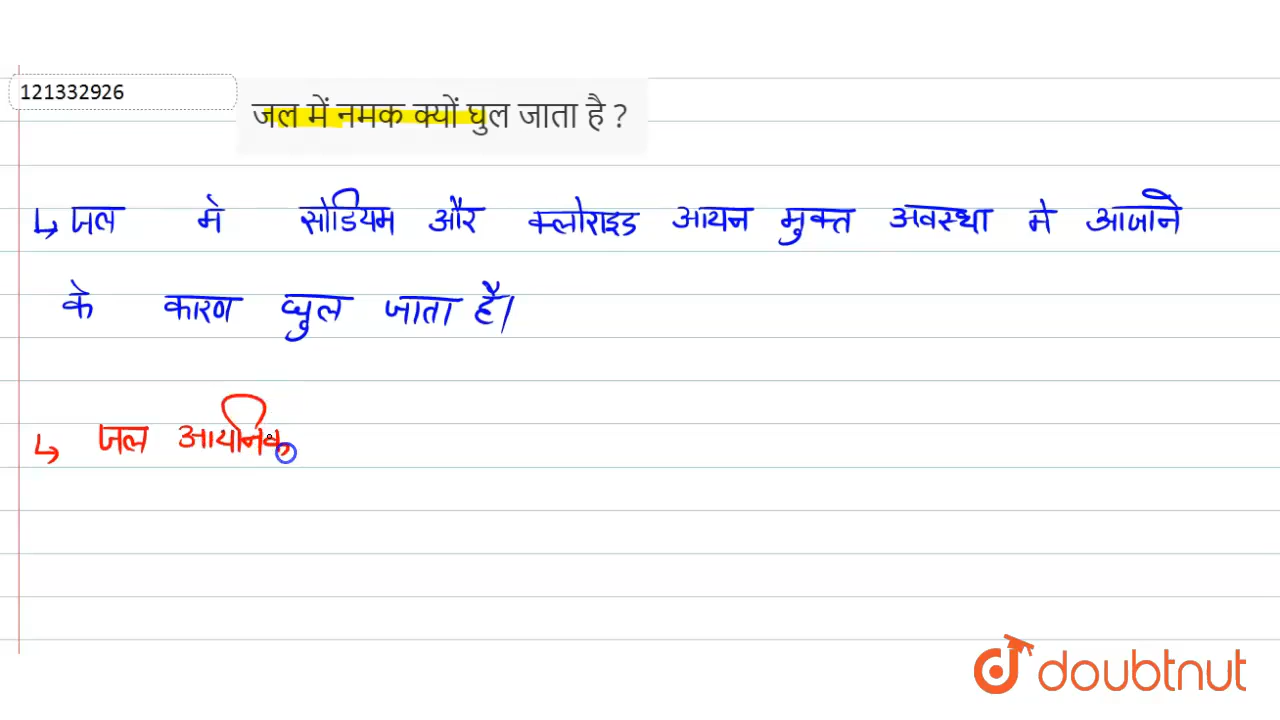 121332926
जल में नमक क्यों घुल जाता है ?
↳ जल मे सोडियम और क्लोराइड आयन मुक्त अवस्था मे आजाने
के कारण घुल जाता है।
↳ जल आयनिक
doubtnut